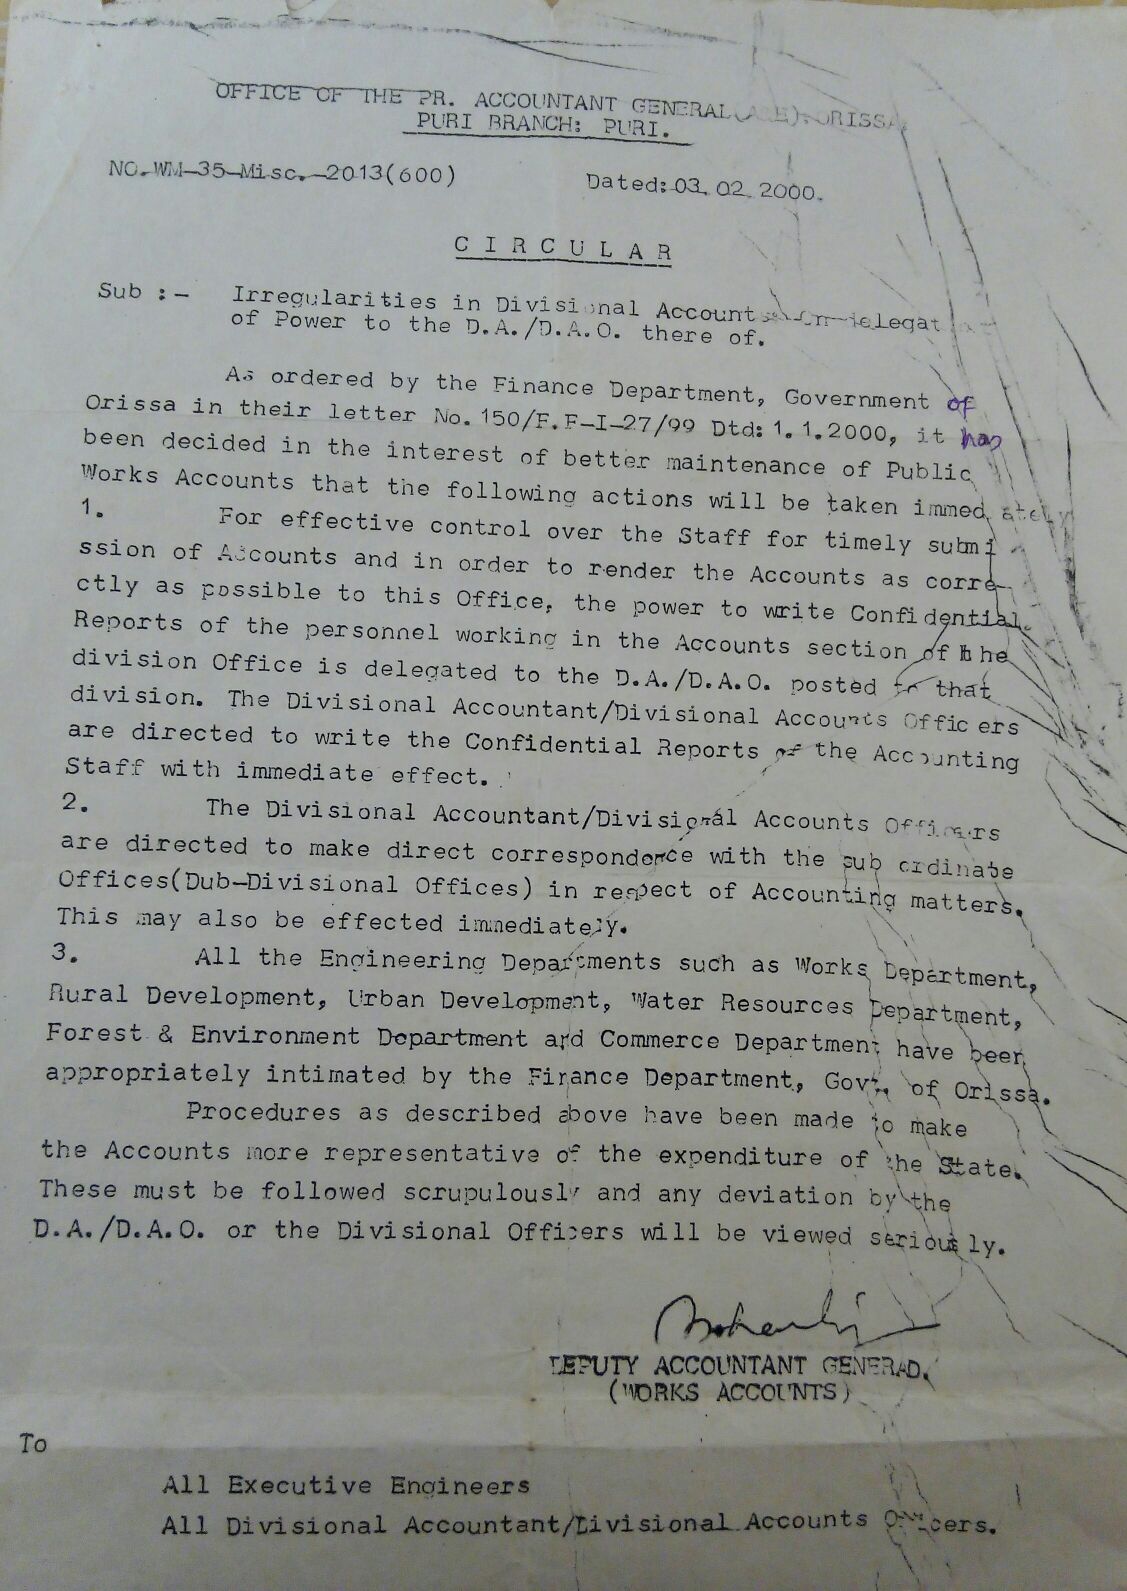 OFFICE OF THE PR. ACCOUNTANT GENERAL(A&E):ORISSA,
PURI BRANCH: PURI.
NO.WM-35-Misc.-2013(600)
Dated:-03. 02. 2000.
C I R C U L A R
Sub :- Irregularities in Divisional Account delegat
of Power to the D.A./D.A.O. there of.
As ordered by the Finance Department, Government of
Orissa in their letter No.150/F.F-I-27/99 Dtd:1.1.2000, it has
been decided in the interest of better maintenance of Public
Works Accounts that the following actions will be taken immediately
1. For effective control over the Staff for timely submi
ssion of Accounts and in order to render the Accounts as corre-
ctly as possible to this Office, the power to write Confidential
Reports of the personnel working in the Accounts section of the
division Office is delegated to the D.A./D.A.O. posted to that
division. The Divisional Accountant/Divisional Accounts Officers
are directed to write the Confidential Reports of the Accounting
Staff with immediate effect.
2. The Divisional Accountant/Divisional Accounts Officers
are directed to make direct correspondence with the sub ordinate
Offices(Dub-Divisional Offices) in respect of Accounting matters.
This may also be effected immediately.
3. All the Engineering Departments such as Works Department,
Rural Development, Urban Development, Water Resources Department,
Forest & Environment Department and Commerce Department have been
appropriately intimated by the Finance Department, Govt. of Orissa.
Procedures as described above have been made to make
the Accounts more representative of the expenditure of the State.
These must be followed scrupulously and any deviation by the
D.A./D.A.O. or the Divisional Officers will be viewed seriously.
DEPUTY ACCOUNTANT GENERAL,
(WORKS ACCOUNTS)
To
All Executive Engineers
All Divisional Accountant/Divisional Accounts Officers.